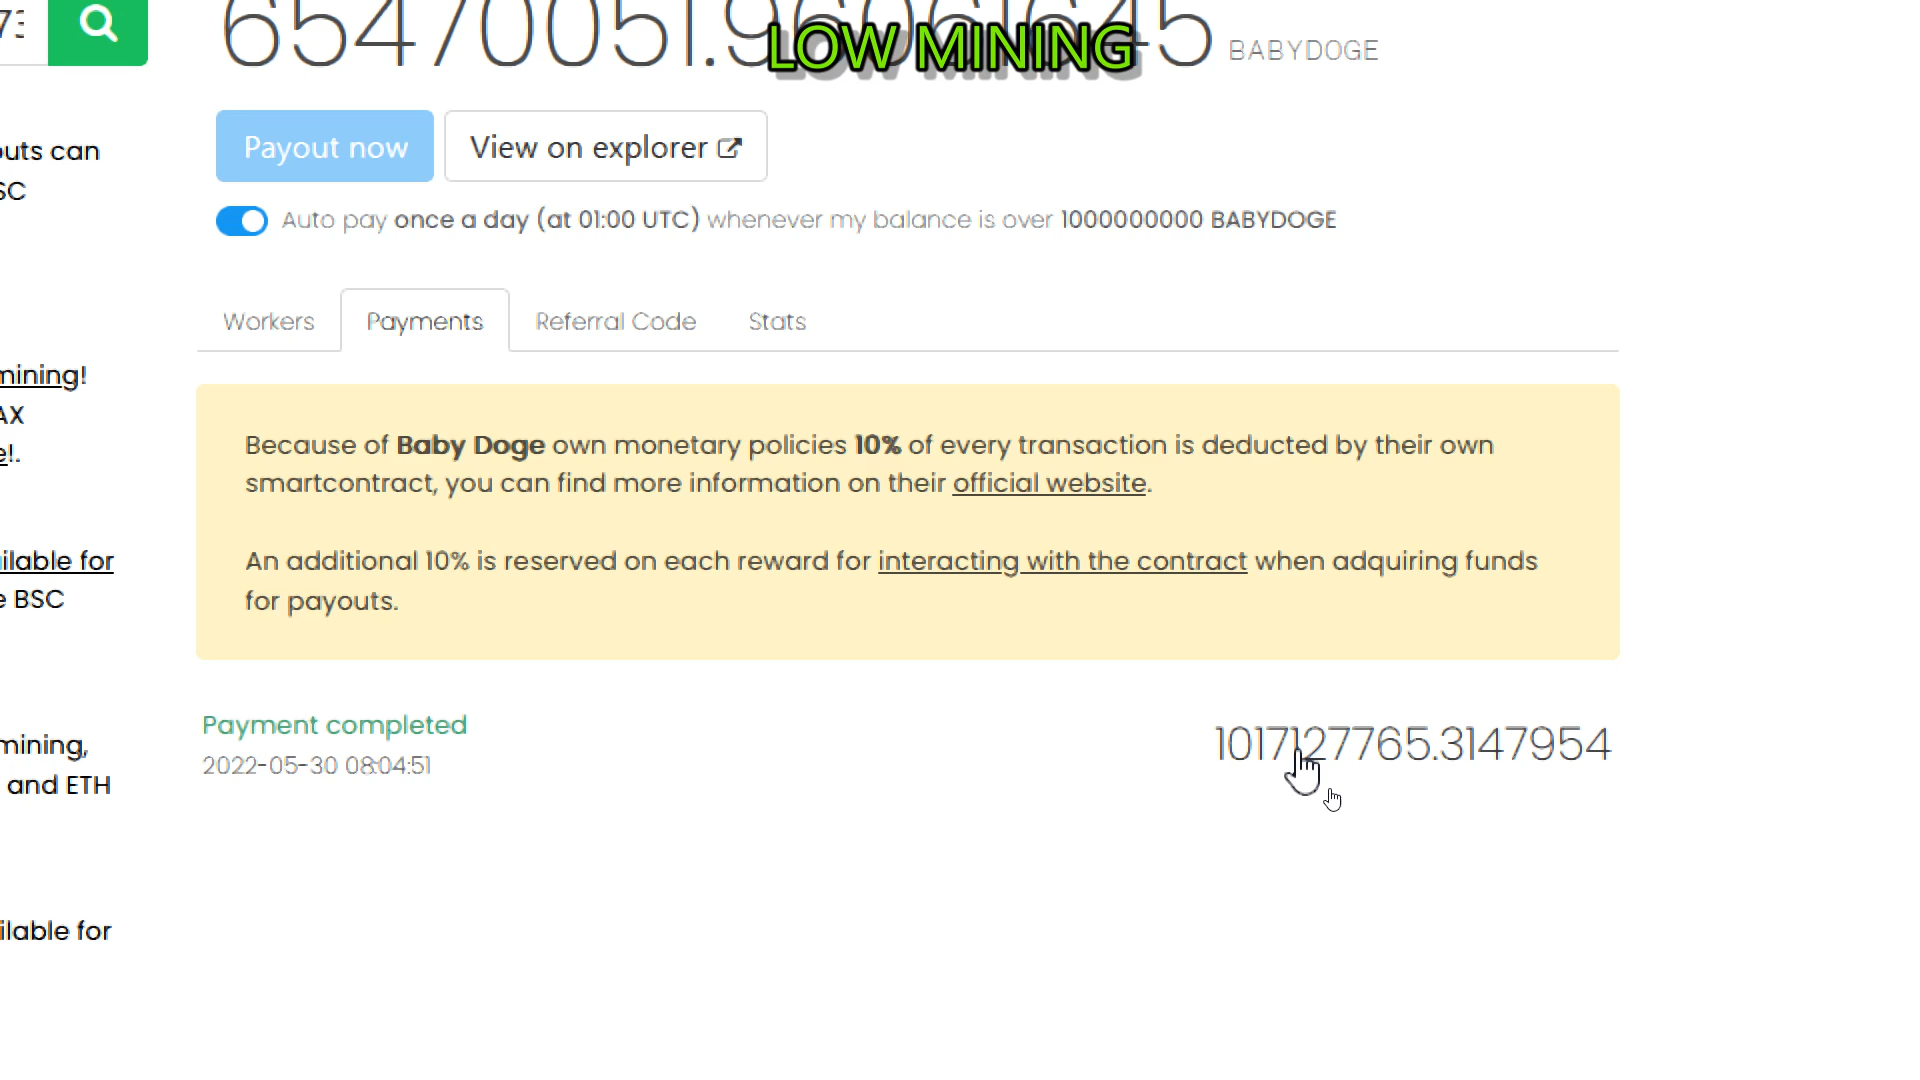 LOW MINING
BABYDOGE
Payout now
View on explorer
outs can
SC
Auto pay once a day (at 01:00 UTC) whenever my balance is over 1000000000 BABYDOGE
Workers
Payments
Referral Code
Stats
mining!
AX
e!.
Because of Baby Doge own monetary policies 10% of every transaction is deducted by their own
smartcontract, you can find more information on their official website.
An additional 10% is reserved on each reward for interacting with the contract when adquiring funds
for payouts.
ilable for
e BSC
Payment completed
2022-05-30 08:04:51
1017127765.3147954
mining,
and ETH
ilable for